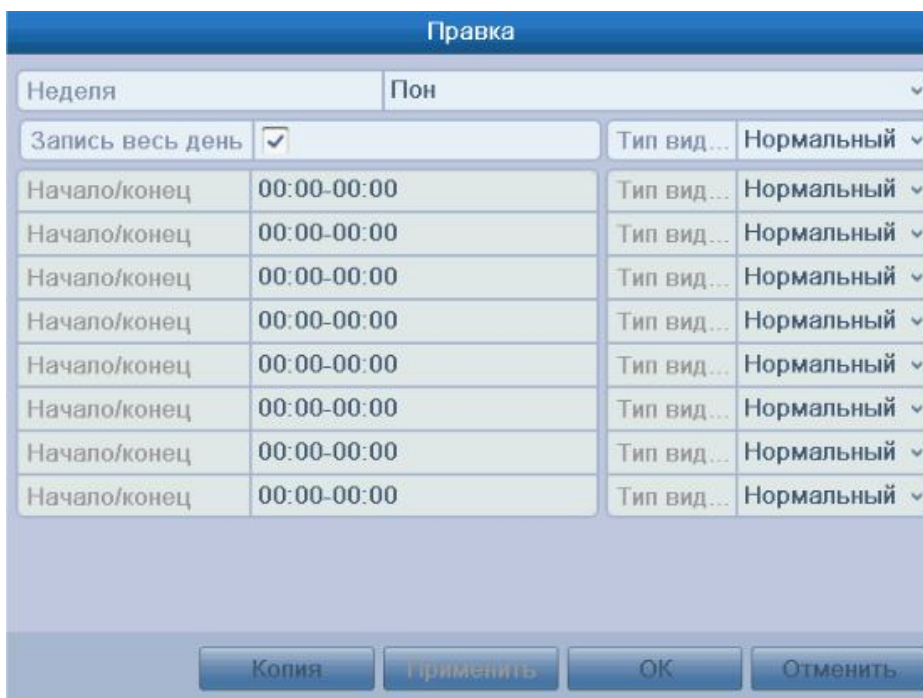 Правка
Неделя Пон
Запись весь день Тип вид... Нормальный
Начало/конец 00:00-00:00 Тип вид... Нормальный
Начало/конец 00:00-00:00 Тип вид... Нормальный
Начало/конец 00:00-00:00 Тип вид... Нормальный
Начало/конец 00:00-00:00 Тип вид... Нормальный
Начало/конец 00:00-00:00 Тип вид... Нормальный
Начало/конец 00:00-00:00 Тип вид... Нормальный
Начало/конец 00:00-00:00 Тип вид... Нормальный
Начало/конец 00:00-00:00 Тип вид... Нормальный
Копия Применить ОК Отменить